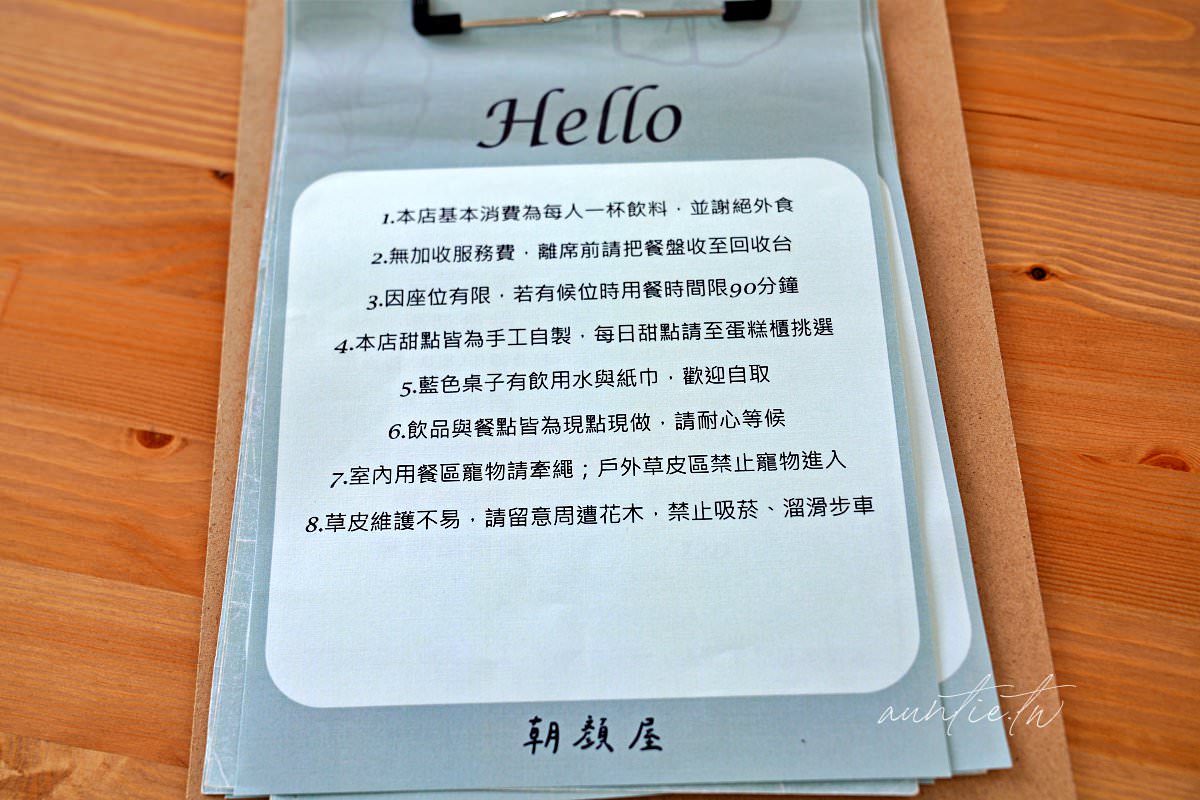 Hello
1.本店基本消費為每人一杯飲料，並謝絕外食
2.無加收服務費，離席前請把餐盤收至回收台
3.因座位有限，若有候位時用餐時間限90分鐘
4.本店甜點皆為手工自製，每日甜點請至蛋糕櫃挑選
5.藍色桌子有飲用水與紙巾，歡迎自取
6.飲品與餐點皆為現點現做，請耐心等候
7.室內用餐區寵物請牽繩；戶外草皮區禁止寵物進入
8.草皮維護不易，請留意周遭花木，禁止吸菸、溜滑步車
朝顏屋
auntie.tw